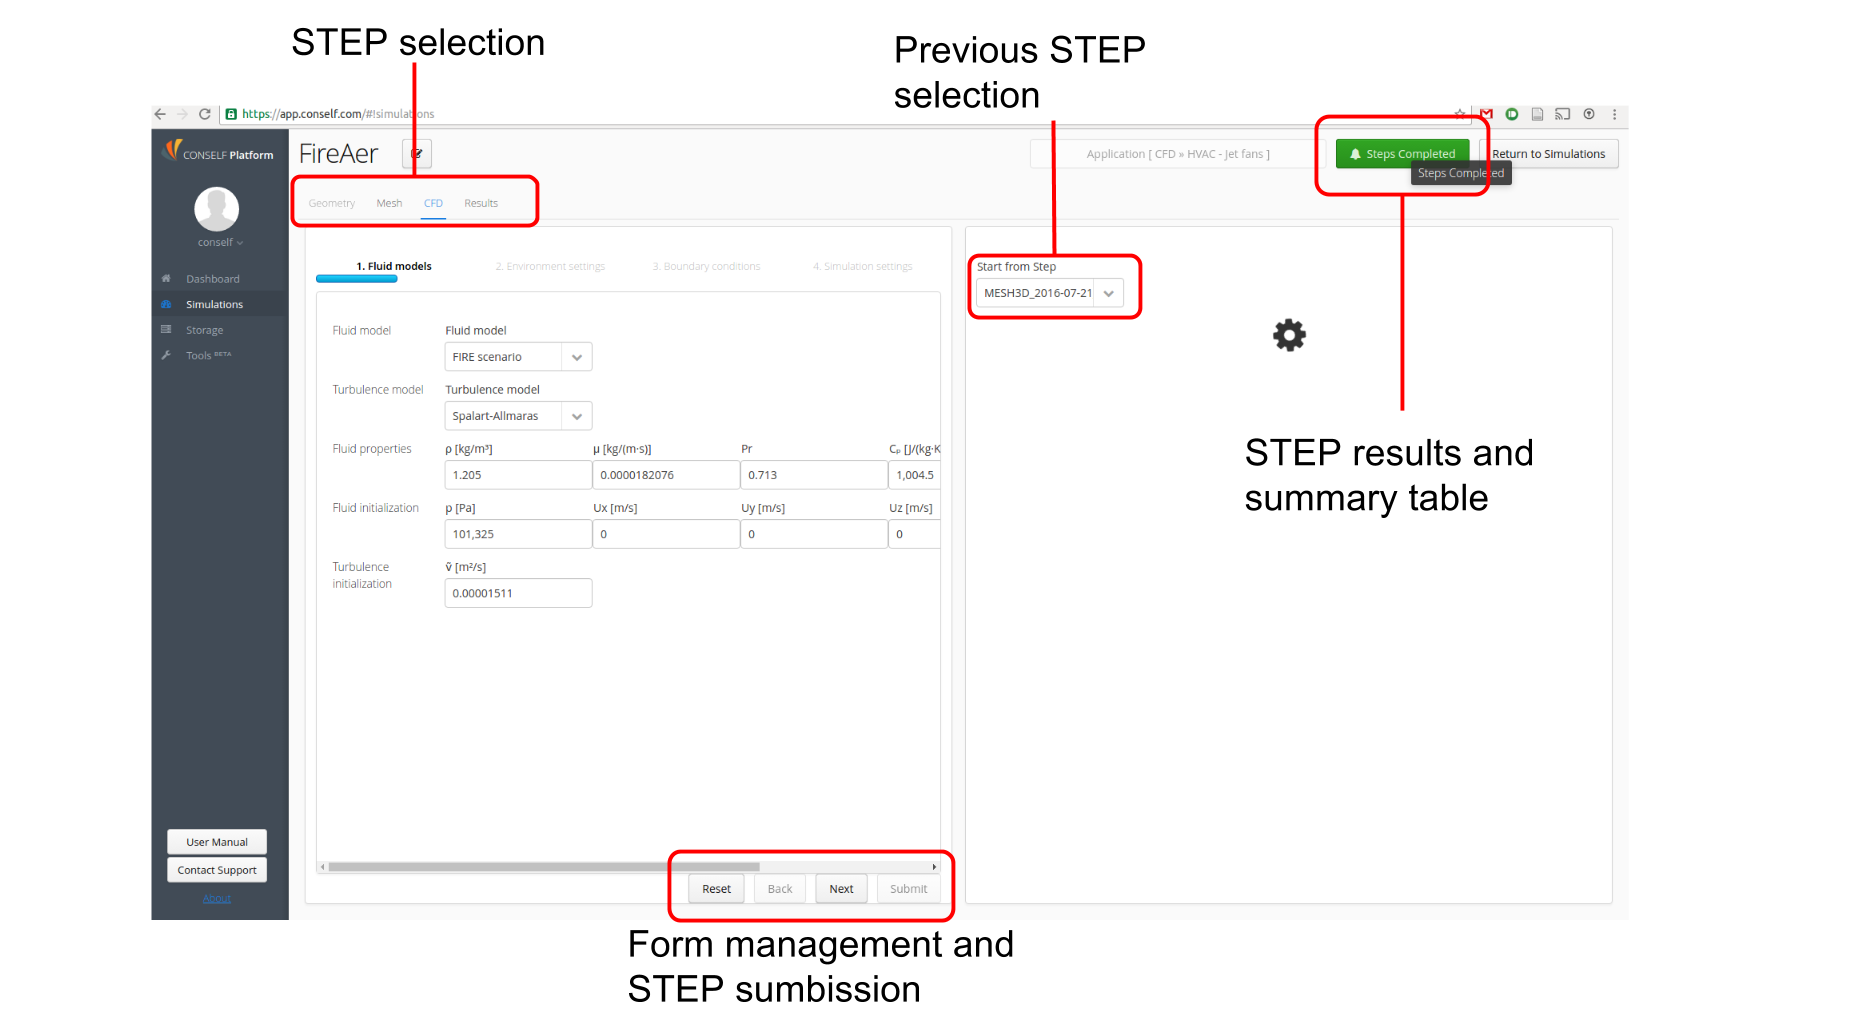 STEP selection
Previous STEP
selection
https://app.conself.com/#!simulations
CONSELF Platform
FireAer
Application [ CFD » HVAC - Jet fans ]
Steps Completed
Return to Simulations
Steps Completed
Geometry Mesh CFD Results
conself
Dashboard
Simulations
Storage
Tools BETA
1. Fluid models 2. Environment settings 3. Boundary conditions 4. Simulation settings
Start from Step
MESH3D_2016-07-21
Fluid model Fluid model
FIRE scenario
Turbulence model Turbulence model
Spalart-Allmaras
Fluid properties ρ [kg/m³] μ [kg/(m·s)] Pr Cₚ [J/(kg·K
1.205 0.0000182076 0.713 1,004.5
Fluid initialization p [Pa] Ux [m/s] Uy [m/s] Uz [m/s]
101,325 0 0 0
Turbulence
initialization
ṽ [m²/s]
0.00001511
STEP results and
summary table
User Manual
Contact Support
About
Reset Back Next Submit
Form management and
STEP sumbission